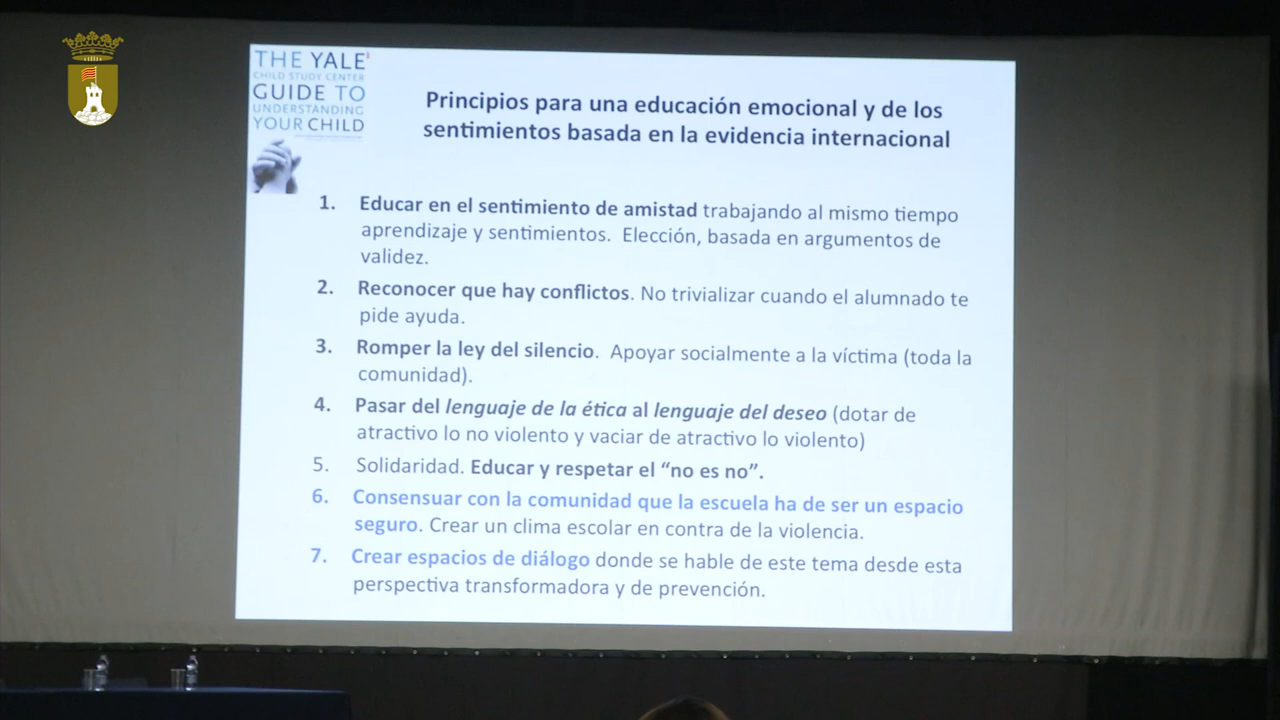 THE YALE
CHILD STUDY CENTER
GUIDE TO
UNDERSTANDING
YOUR CHILD
Principios para una educación emocional y de los
sentimientos basada en la evidencia internacional
1. Educar en el sentimiento de amistad trabajando al mismo tiempo
aprendizaje y sentimientos. Elección, basada en argumentos de
validez.
2. Reconocer que hay conflictos. No trivializar cuando el alumnado te
pide ayuda.
3. Romper la ley del silencio. Apoyar socialmente a la víctima (toda la
comunidad).
4. Pasar del lenguaje de la ética al lenguaje del deseo (dotar de
atractivo lo no violento y vaciar de atractivo lo violento)
5. Solidaridad. Educar y respetar el “no es no”.
6. Consensuar con la comunidad que la escuela ha de ser un espacio
seguro. Crear un clima escolar en contra de la violencia.
7. Crear espacios de diálogo donde se hable de este tema desde esta
perspectiva transformadora y de prevención.